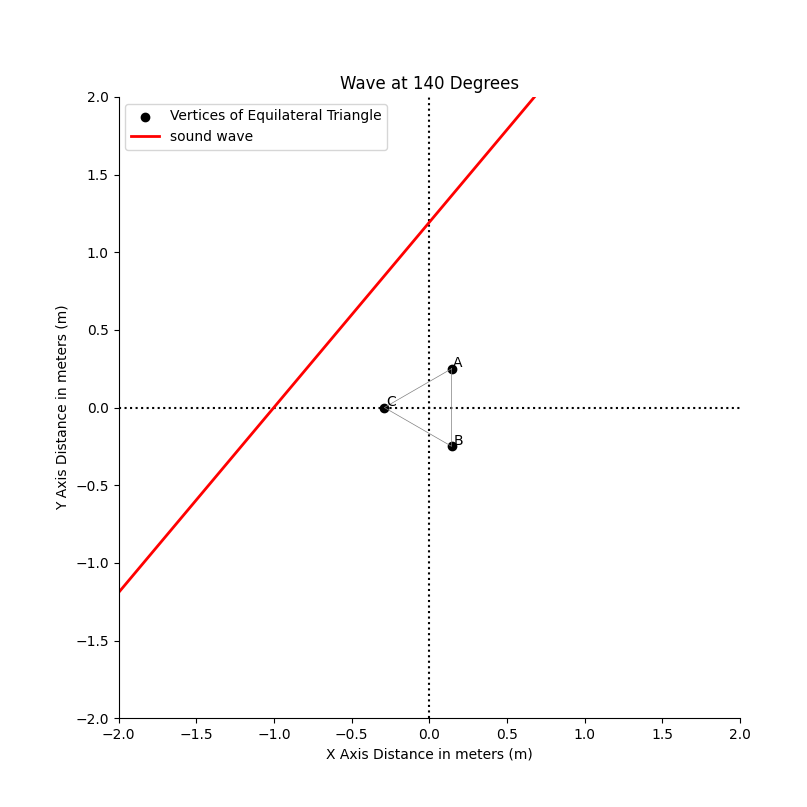 Wave at 140 Degrees
Vertices of Equilateral Triangle
sound wave
2.0
1.5
1.0
0.5
0.0
−0.5
−1.0
−1.5
−2.0
Y Axis Distance in meters (m)
A
C
B
−2.0 −1.5 −1.0 −0.5 0.0 0.5 1.0 1.5 2.0
X Axis Distance in meters (m)